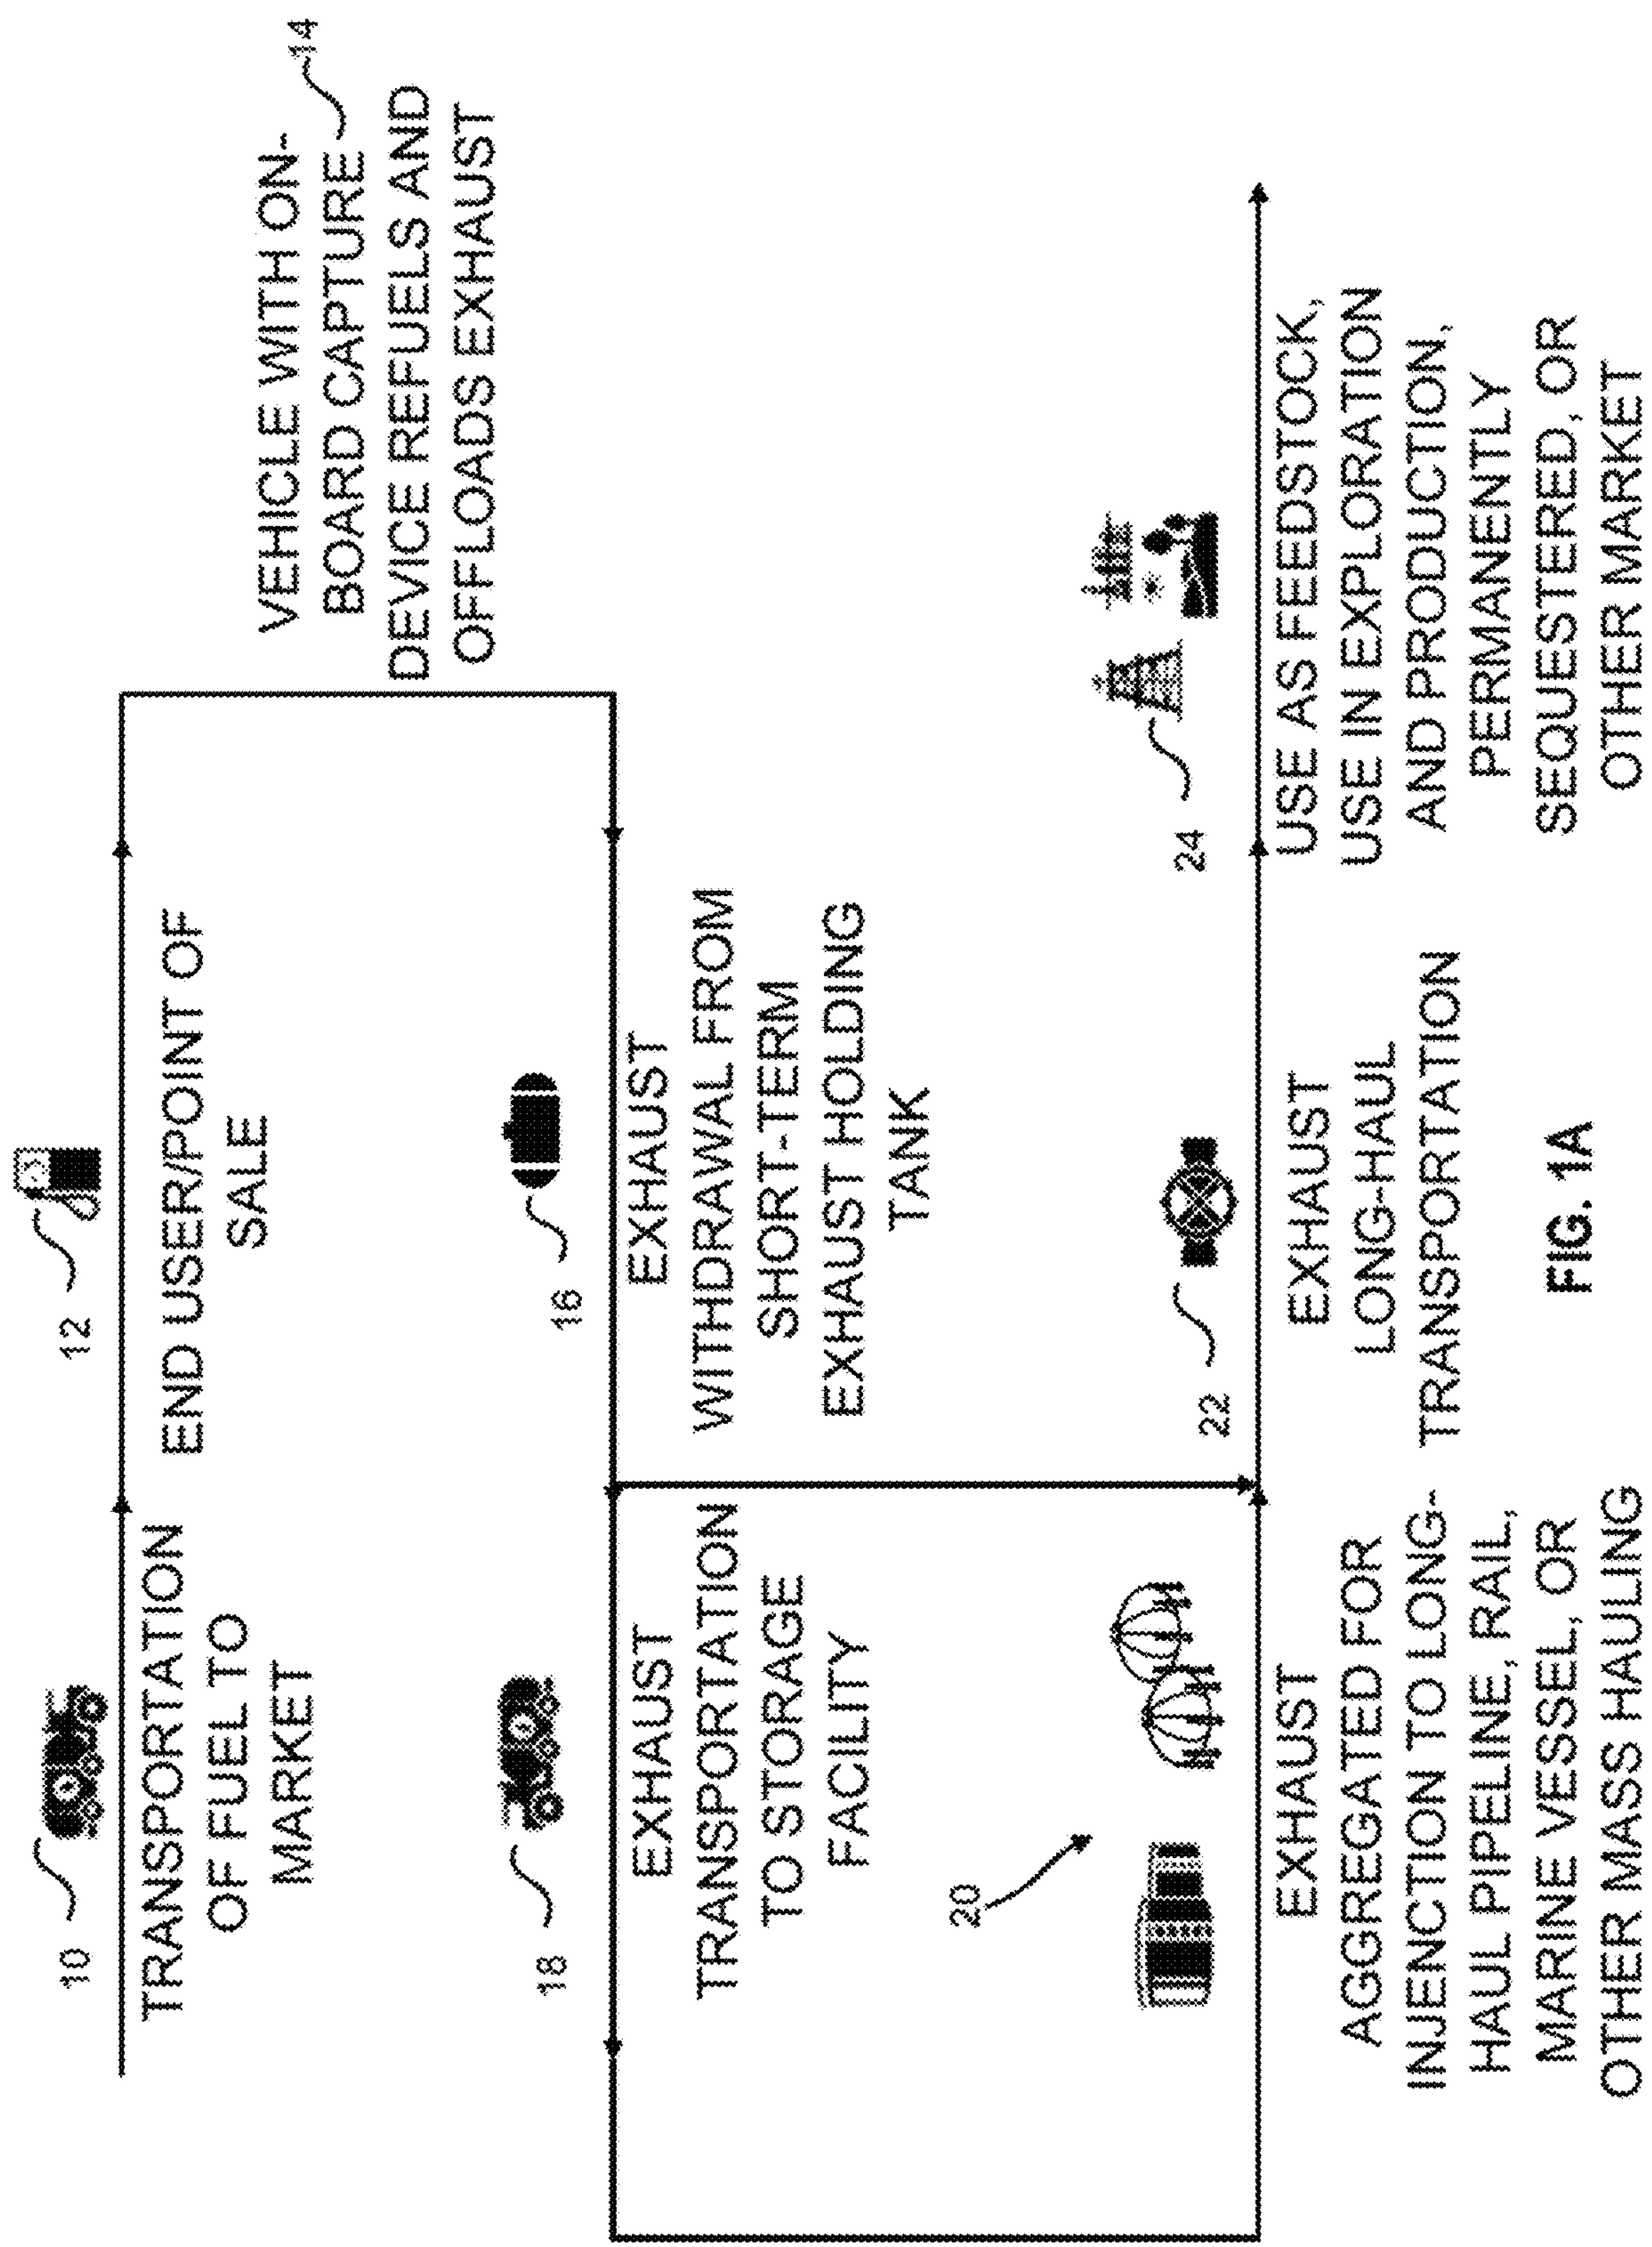 10
TRANSPORTATION
OF FUEL TO
MARKET
12
END USER/POINT OF
SALE
14
VEHICLE WITH ON-
BOARD CAPTURE
DEVICE REFUELS AND
OFFLOADS EXHAUST
18
EXHAUST
TRANSPORTATION
TO STORAGE
FACILITY
16
EXHAUST
WITHDRAWAL FROM
SHORT-TERM
EXHAUST HOLDING
TANK
20
EXHAUST
AGGREGATED FOR
INJENCTION TO LONG-
HAUL PIPELINE, RAIL,
MARINE VESSEL, OR
OTHER MASS HAULING
22
EXHAUST
LONG-HAUL
TRANSPORTATION
24
USE AS FEEDSTOCK,
USE IN EXPLORATION
AND PRODUCTION,
PERMANENTLY
SEQUESTERED, OR
OTHER MARKET
FIG. 1A